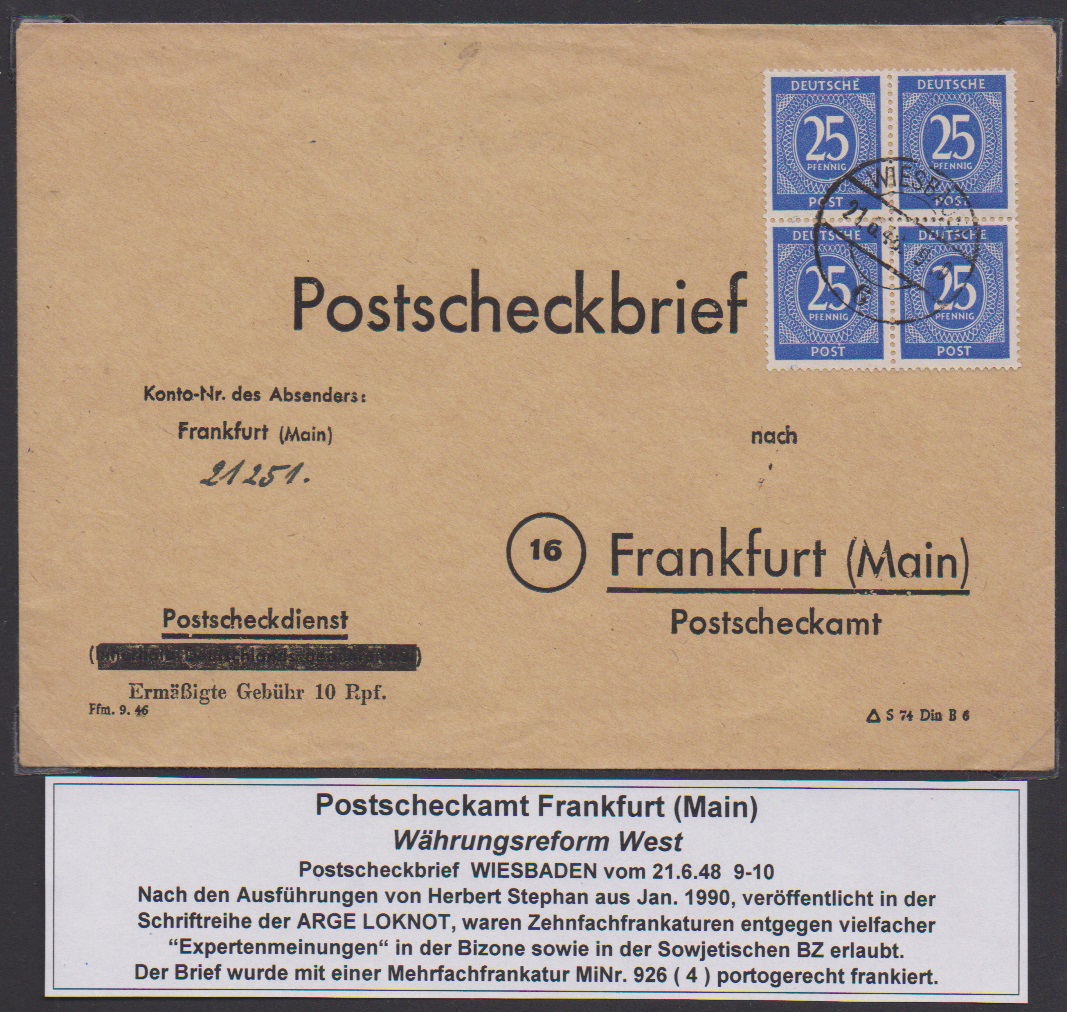 DEUTSCHE DEUTSCHE
25 25
PFENNIG PFENNIG
POST POST
DEUTSCHE DEUTSCHE
25 25
PFENNIG PFENNIG
POST POST
21.6.48
Postscheckbrief
Konto-Nr. des Absenders:
Frankfurt (Main)
21251.
nach
16 Frankfurt (Main)
Postscheckamt
Postscheckdienst
Ermäßigte Gebühr 10 Rpf.
Ffm. 9. 46
S 74 Din B 6
Postscheckamt Frankfurt (Main)
Währungsreform West
Postscheckbrief WIESBADEN vom 21.6.48 9-10
Nach den Ausführungen von Herbert Stephan aus Jan. 1990, veröffentlicht in der
Schriftreihe der ARGE LOKNOT, waren Zehnfachfrankaturen entgegen vielfacher
“Expertenmeinungen“ in der Bizone sowie in der Sowjetischen BZ erlaubt.
Der Brief wurde mit einer Mehrfachfrankatur MiNr. 926 ( 4 ) portogerecht frankiert.